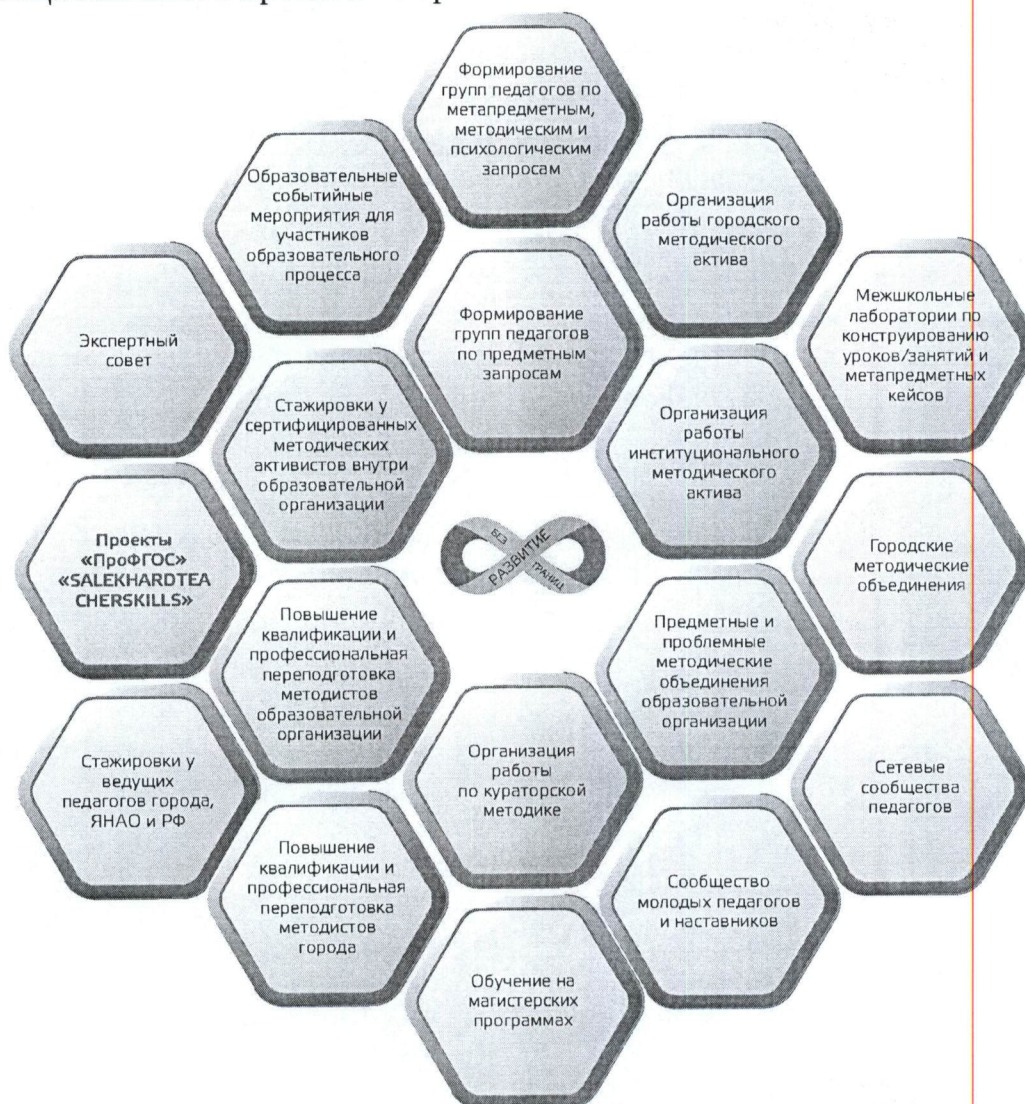 Формирование
групп педагогов по
метапредметным,
методическим и
психологическим
запросам
Образовательные
событийные
мероприятия для
участников
образовательного
процесса
Организация
работы городского
методического
актива
Экспертный
совет
Формирование
групп педагогов
по предметным
запросам
Межшкольные
лаборатории по
конструированию
уроков/занятий и
метапредметных
кейсов
Стажировки у
сертифицированных
методических
активистов внутри
образовательной
организации
Организация
работы
институционального
методического
актива
Проекты
«ПроФГОС»
«SALEKHARDTEA
CHERSKILLS»
БЕЗ
РАЗВИТИЕ
ГРАНИЦ
Городские
методические
объединения
Повышение
квалификации и
профессиональная
переподготовка
методистов
образовательной
организации
Предметные и
проблемные
методические
объединения
образовательной
организации
Стажировки у
ведущих
педагогов города,
ЯНАО и РФ
Организация
работы
по кураторской
методике
Сетевые
сообщества
педагогов
Повышение
квалификации и
профессиональная
переподготовка
методистов
города
Сообщество
молодых педагогов
и наставников
Обучение на
магистерских
программах